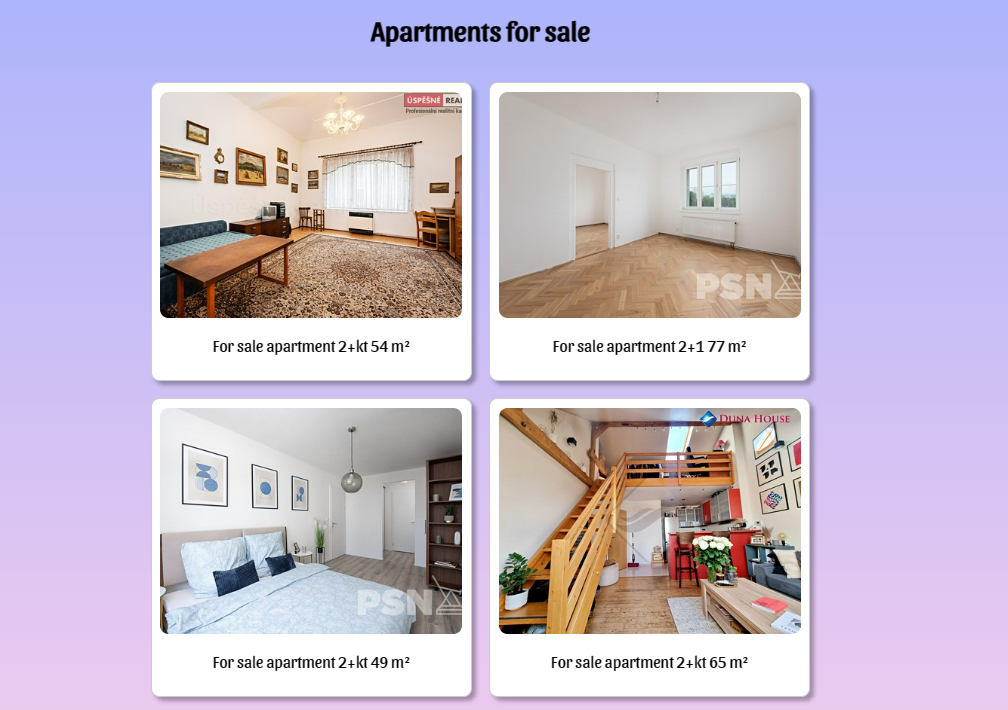 Apartments for sale
ÚSPĚŠNÉ REA
Profesionální realitní ka
PSN
For sale apartment 2+kt 54 m²
For sale apartment 2+1 77 m²
DUNA HOUSE
PSN
For sale apartment 2+kt 49 m²
For sale apartment 2+kt 65 m²